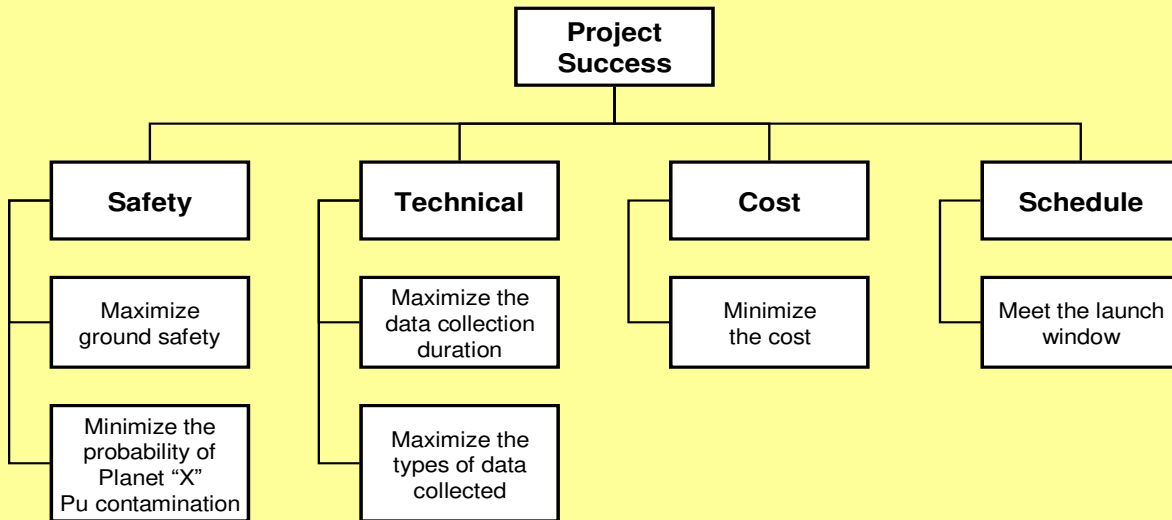 Project
Success
Safety
Technical
Cost
Schedule
Maximize
ground safety
Maximize the
data collection
duration
Minimize
the cost
Meet the launch
window
Minimize the
probability of
Planet “X”
Pu contamination
Maximize the
types of data
collected